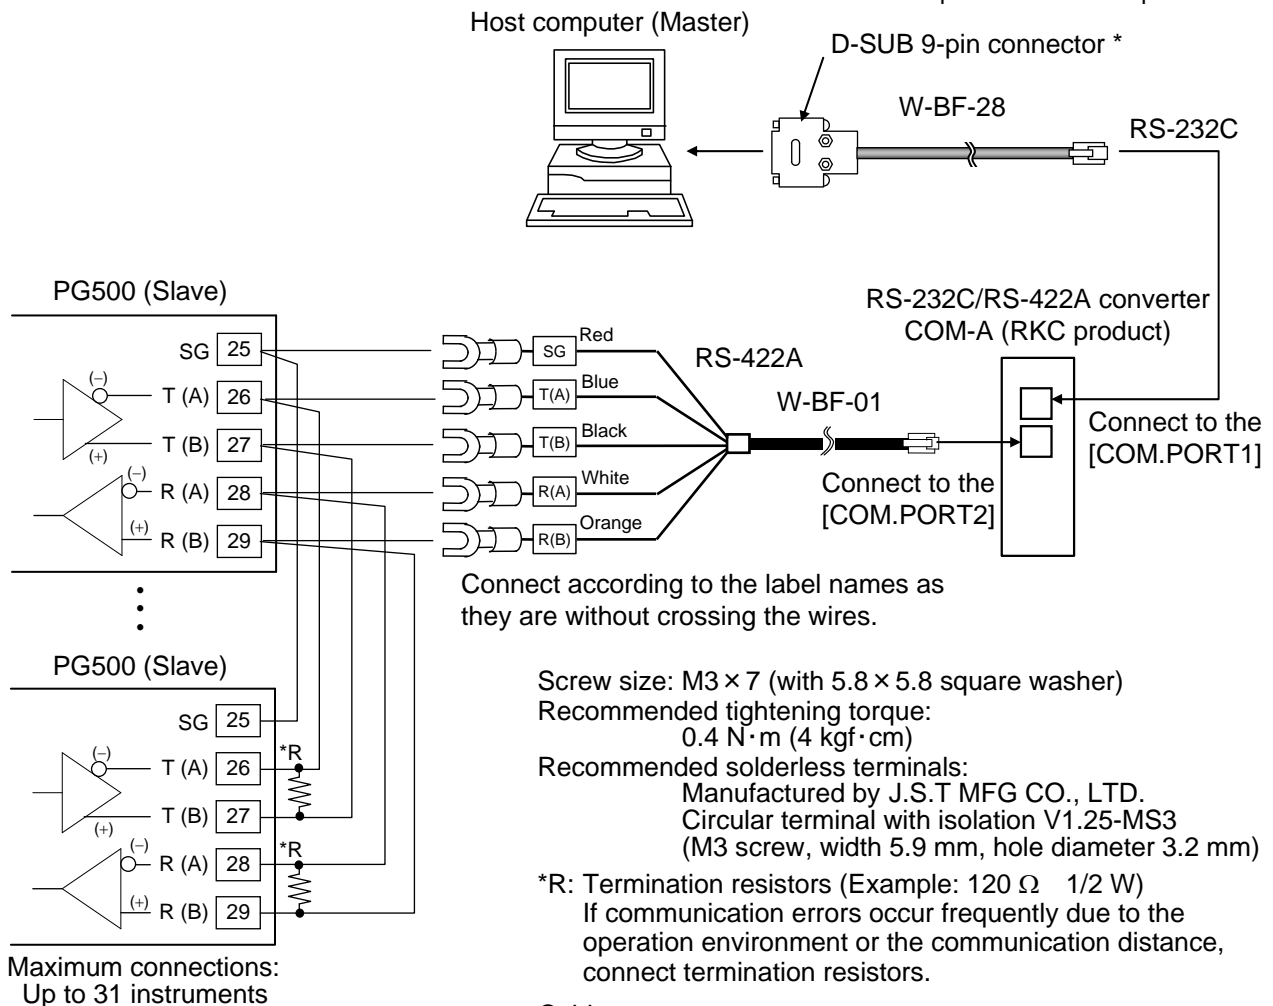 Host computer (Master)
D-SUB 9-pin connector *
W-BF-28
RS-232C
PG500 (Slave)
RS-232C/RS-422A converter
COM-A (RKC product)
SG 25
(−)
T (A) 26
T (B) 27
(+)
(−)
R (A) 28
(+)
R (B) 29
SG Red
T(A) Blue
T(B) Black
R(A) White
R(B) Orange
RS-422A
W-BF-01
Connect to the
[COM.PORT1]
Connect to the
[COM.PORT2]
Connect according to the label names as
they are without crossing the wires.
PG500 (Slave)
SG 25
(−)
T (A) 26
*R
T (B) 27
(+)
(−)
R (A) 28
*R
(+)
R (B) 29
Maximum connections:
Up to 31 instruments
Screw size: M3 × 7 (with 5.8 × 5.8 square washer)
Recommended tightening torque:
0.4 N・m (4 kgf・cm)
Recommended solderless terminals:
Manufactured by J.S.T MFG CO., LTD.
Circular terminal with isolation V1.25-MS3
(M3 screw, width 5.9 mm, hole diameter 3.2 mm)
*R: Termination resistors (Example: 120 Ω 1/2 W)
If communication errors occur frequently due to the
operation environment or the communication distance,
connect termination resistors.